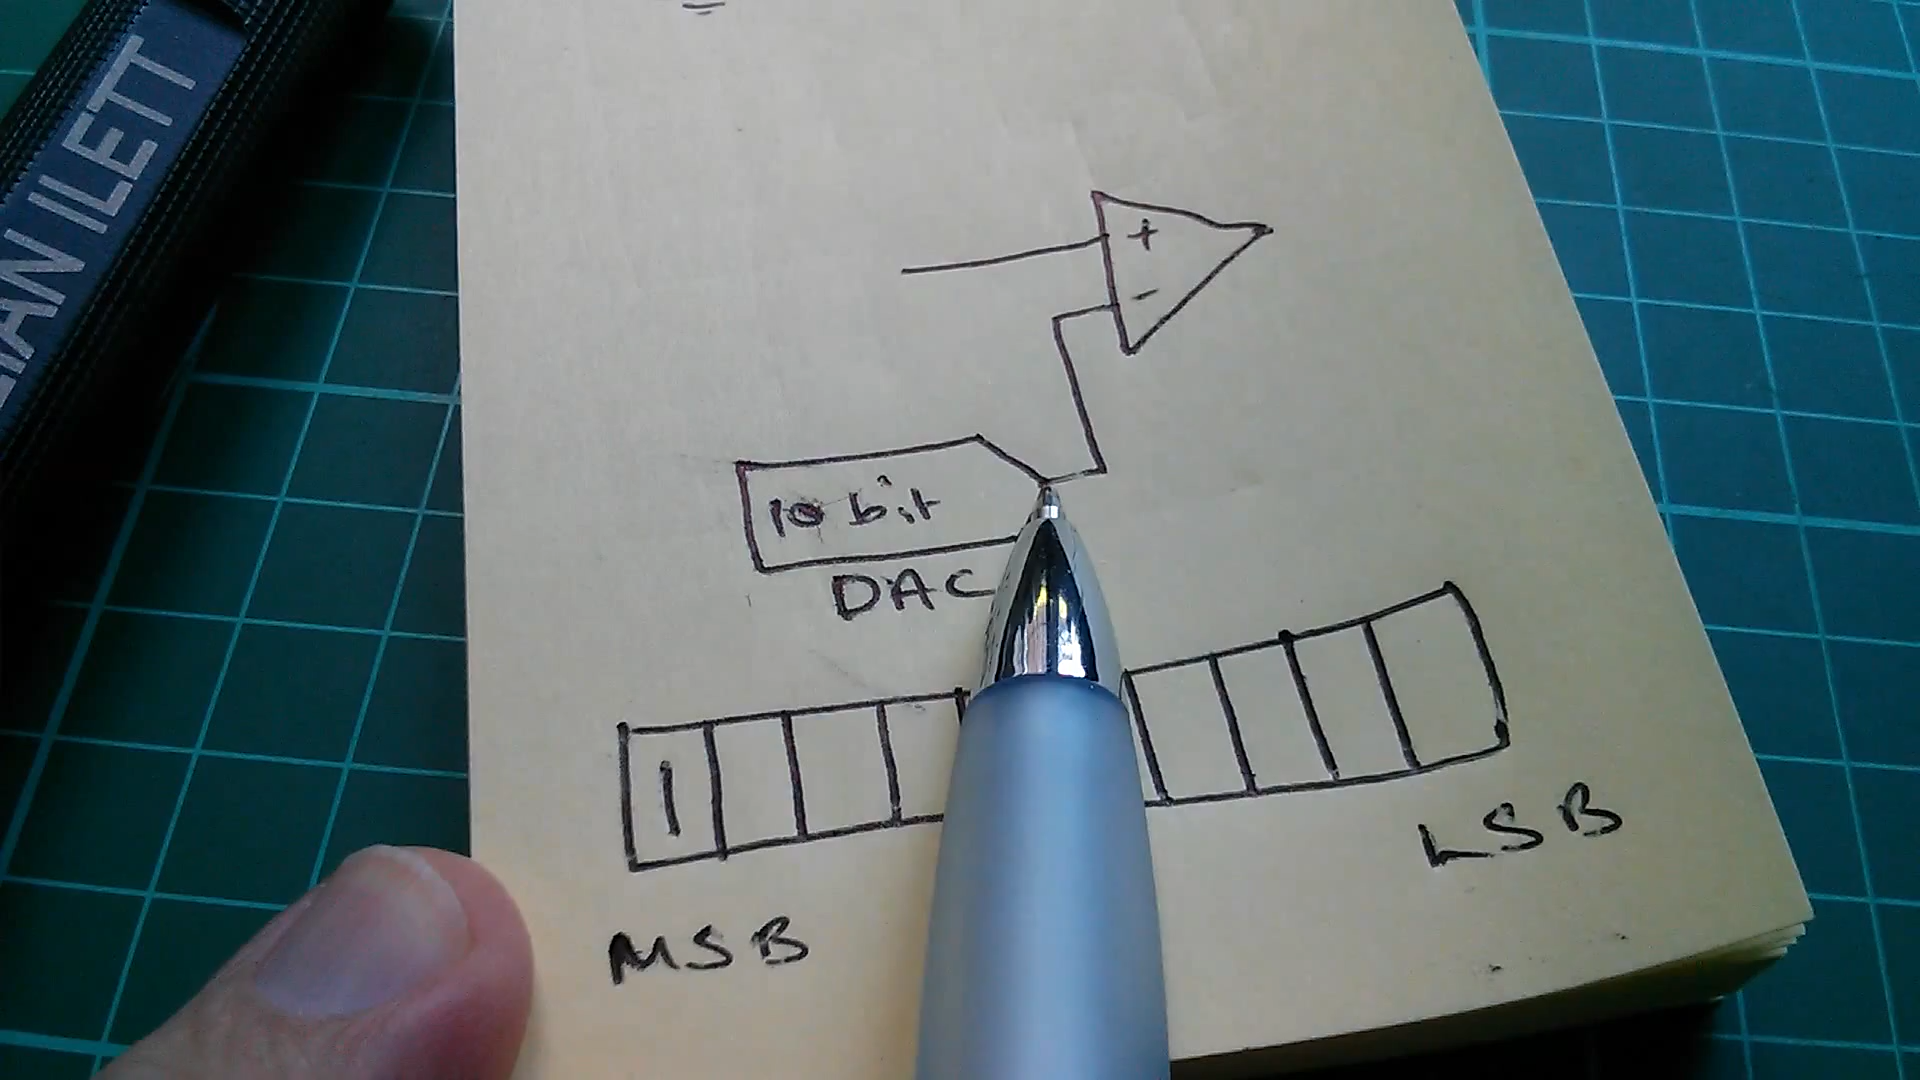 IAN ILETT
+
-
10 bit
DAC
1
LSB
MSB